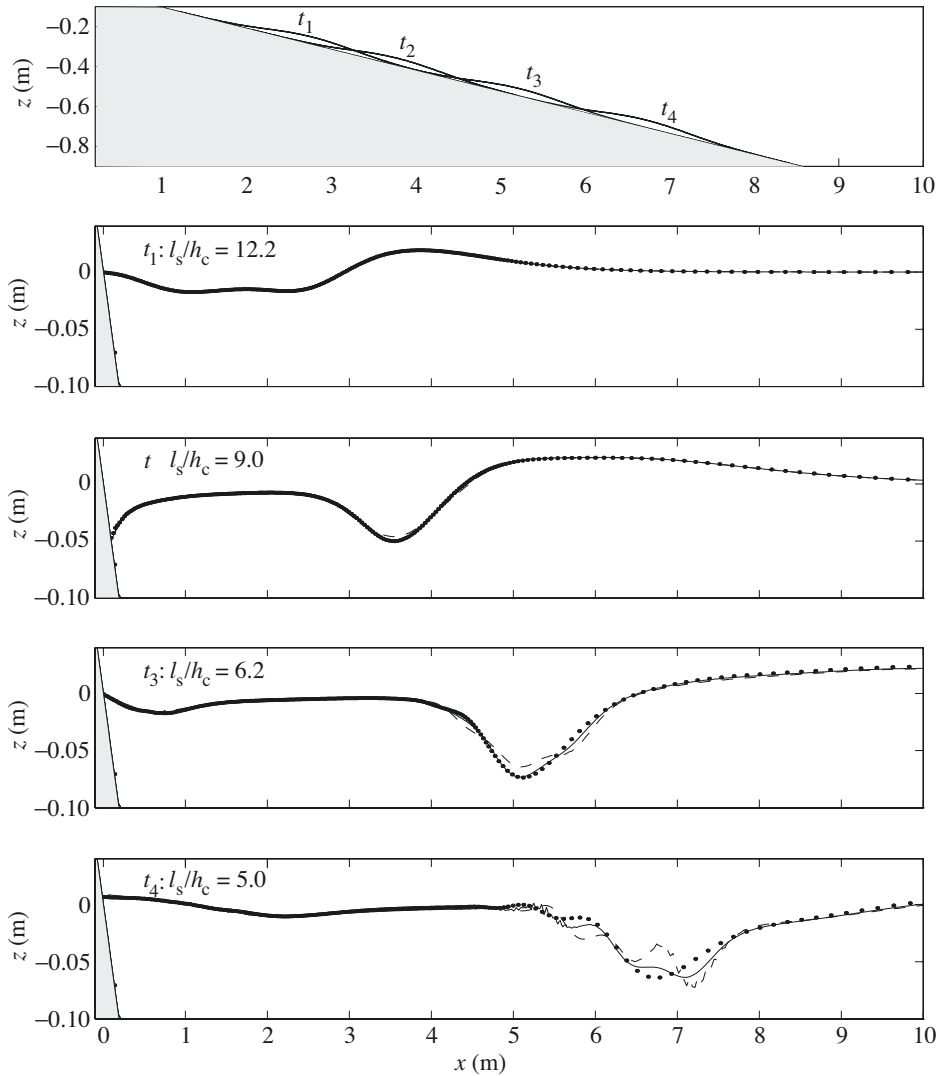 −0.2
−0.4
−0.6
−0.8
z (m)
t1
t2
t3
t4
1 2 3 4 5 6 7 8 9 10
t1: ls/hc = 12.2
0
−0.05
−0.10
z (m)
t ls/hc = 9.0
0
−0.05
−0.10
z (m)
t3: ls/hc = 6.2
0
−0.05
−0.10
z (m)
t4: ls/hc = 5.0
0
−0.05
−0.10
z (m)
0 1 2 3 4 5 6 7 8 9 10
x (m)